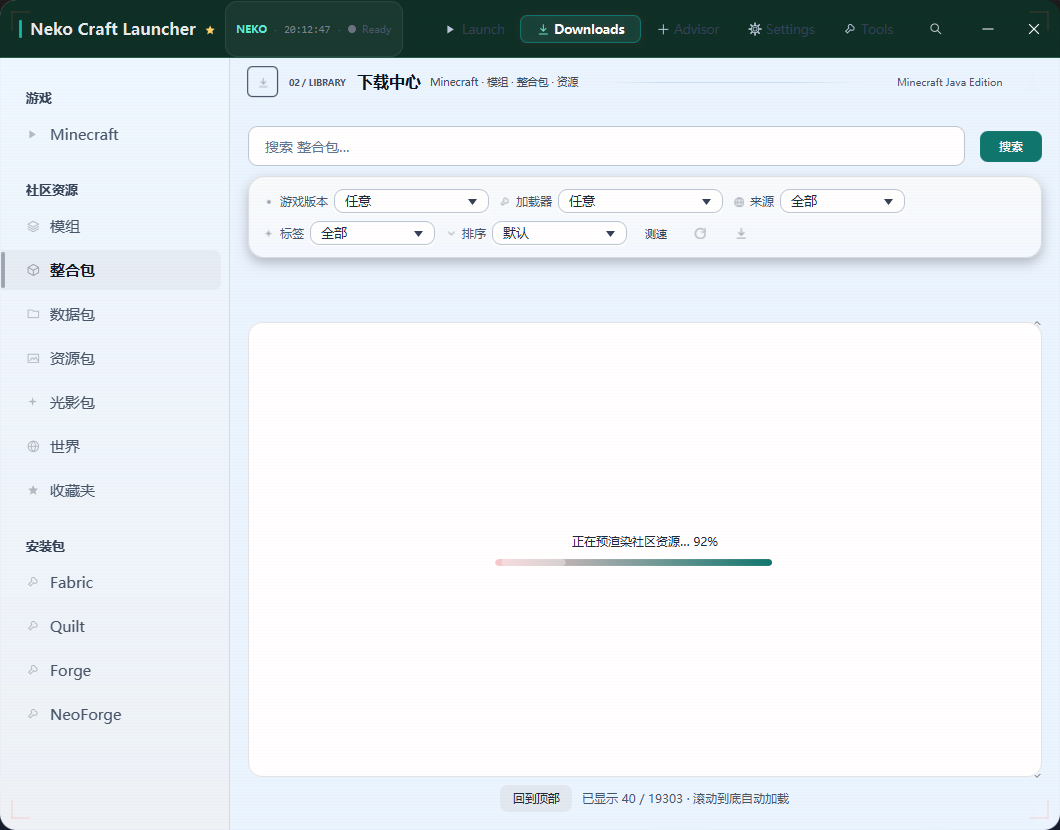 Neko Craft Launcher ★ NEKO · 20:12:47 · Ready Launch Downloads Advisor Settings Tools
02 / LIBRARY 下载中心 Minecraft · 模组 · 整合包 · 资源 Minecraft Java Edition
游戏
Minecraft
社区资源
模组
整合包
数据包
资源包
光影包
世界
收藏夹
安装包
Fabric
Quilt
Forge
NeoForge
搜索 整合包... 搜索
游戏版本 任意 加载器 任意 来源 全部
标签 全部 排序 默认 测速
正在预渲染社区资源... 92%
回到顶部 已显示 40 / 19303 · 滚动到底自动加载